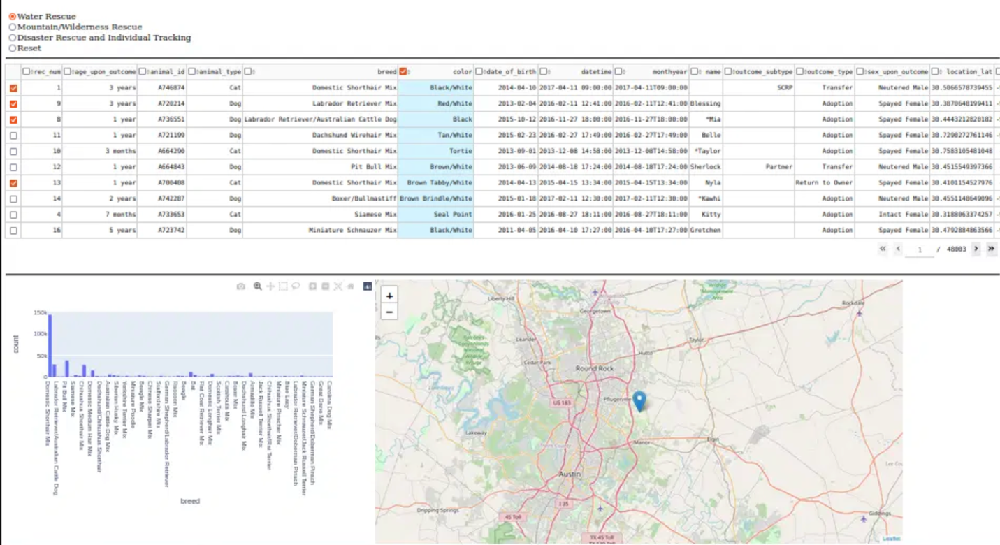 Water Rescue
Mountain/Wilderness Rescue
Disaster Rescue and Individual Tracking
Reset
rec_num age_upon_outcome animal_id animal_type breed color date_of_birth datetime monthyear name outcome_subtype outcome_type sex_upon_outcome location_lat
1 3 years A746874 Cat Domestic Shorthair Mix Black/White 2014-04-10 2017-04-11 09:00:00 2017-04-11T09:00:00 SCRP Transfer Neutered Male 30.5066578739455
9 3 years A720214 Dog Labrador Retriever Mix Red/White 2013-02-04 2016-02-11 12:41:00 2016-02-11T12:41:00 Blessing Adoption Spayed Female 30.3870648199411
8 1 year A736551 Dog Labrador Retriever/Australian Cattle Dog Black 2015-10-12 2016-11-27 18:00:00 2016-11-27T18:00:00 *Mia Adoption Spayed Female 30.4443212820182
11 1 year A721199 Dog Dachshund Wirehair Mix Tan/White 2015-02-23 2016-02-27 17:49:00 2016-02-27T17:49:00 Belle Adoption Spayed Female 30.7290272761146
10 3 months A664290 Cat Domestic Shorthair Mix Tortie 2013-09-01 2013-12-08 14:58:00 2013-12-08T14:58:00 *Taylor Adoption Spayed Female 30.7583105481048
12 1 year A664843 Dog Pit Bull Mix Brown/White 2013-06-09 2014-08-18 17:24:00 2014-08-18T17:24:00 Sherlock Partner Transfer Neutered Male 30.4515549397366
13 1 year A700408 Dog Domestic Shorthair Mix Brown Tabby/White 2014-04-13 2015-04-15 13:34:00 2015-04-15T13:34:00 Nyla Return to Owner Spayed Female 30.4101154527976
14 2 years A742287 Dog Boxer/Bullmastiff Brown Brindle/White 2015-01-18 2017-02-11 12:30:00 2017-02-11T12:30:00 *Kawhi Adoption Neutered Male 30.4551148649096
4 7 months A733653 Cat Siamese Mix Seal Point 2016-01-25 2016-08-27 18:11:00 2016-08-27T18:11:00 Kitty Adoption Intact Female 30.3188063374257
16 5 years A723742 Dog Miniature Schnauzer Mix Black/White 2011-04-05 2016-04-10 17:27:00 2016-04-10T17:27:00 Gretchen Adoption Spayed Female 30.4792884863566
1 / 48003
150k
100k
50k
0
count
Domestic Shorthair Mix
Labrador Retriever/Australian Cattle Dog
Pit Bull Mix
Siamese Mix
Chihuahua Shorthair Mix
Domestic Medium Hair Mix
Dachshund/Chihuahua Shorthair
Australian Cattle Dog Mix
Siberian Husky Mix
Yorkshire Terrier Mix
Miniature Poodle
Beagle Mix
Chinese Sharpei Mix
Staffordshire Mix
German Shepherd/Labrador Retriever
Raccoon Mix
Beagle
Bat
Flat Coat Retriever Mix
Domestic Longhair Mix
Scottish Terrier Mix
Catahoula Mix
Boxer Mix
Dachshund Longhair Mix
Armadillo Mix
Jack Russell Terrier Mix
Chihuahua Shorthair/Rat Terrier
Miniature Pinscher Mix
Blue Lacy
Labrador Retriever/Doberman Pinsch
Miniature Schnauzer/Jack Russell Terrier
German Shepherd/Doberman Pinsch
Great Dane Mix
Carolina Dog Mix
breed
+
−
Liberty Hill
Georgetown
Rockdale
Leander
Taylor
Hutto
Cedar Park
Round Rock
US 183
Pflugerville
Lakeway
Manor
Elgin
Austin
I 35
Dripping Springs
45 Toll
Giddings
TX 45 Toll
Leaflet